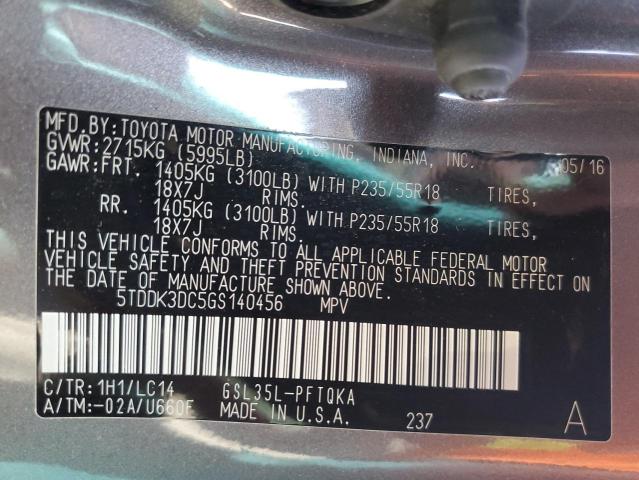 MFD.BY:TOYOTA MOTOR MANUFACTURING, INDIANA, INC. 05/16
GVWR:2715KG (5995LB)
GAWR:FRT. 1405KG (3100LB) WITH P235/55R18 TIRES,
18X7J RIMS.
RR. 1405KG (3100LB) WITH P235/55R18 TIRES,
18X7J RIMS.
THIS VEHICLE CONFORMS TO ALL APPLICABLE FEDERAL MOTOR
VEHICLE SAFETY AND THEFT PREVENTION STANDARDS IN EFFECT ON
THE DATE OF MANUFACTURE SHOWN ABOVE.
5TDDK3DC5GS140456 MPV
C/TR:1H1/LC14 GSL35L-PFTQKA
A/TM:-02A/U660F MADE IN U.S.A. 237 A